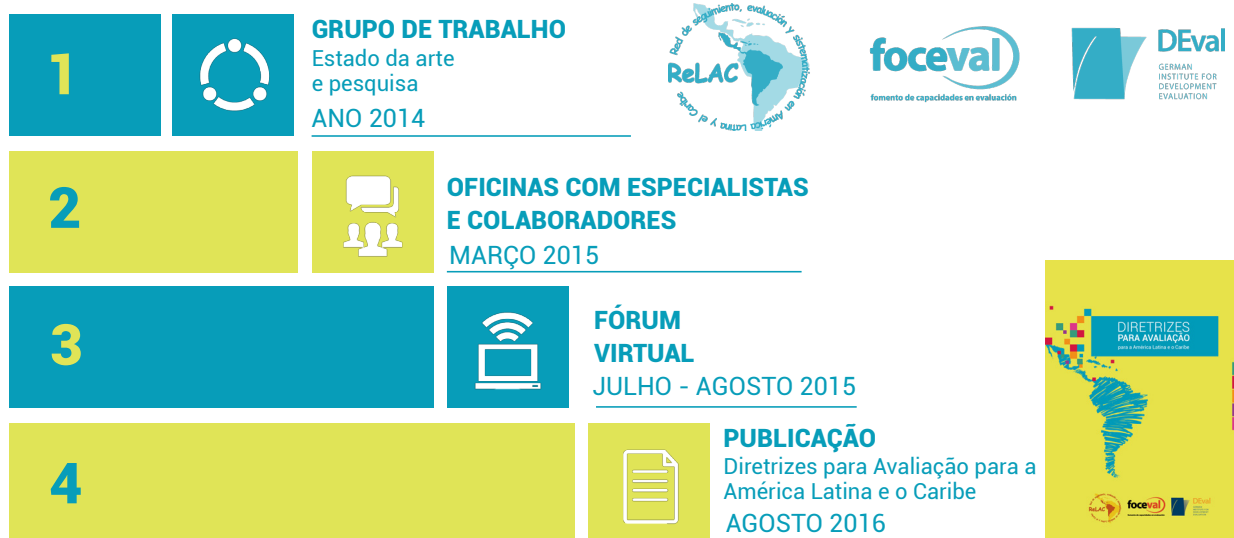 1
GRUPO DE TRABALHO
Estado da arte
e pesquisa
ANO 2014
Red de seguimiento, evaluación y sistematización en América Latina y el Caribe
ReLAC
foceval
fomento de capacidades en evaluación
DEval
GERMAN
INSTITUTE FOR
DEVELOPMENT
EVALUATION
2
OFICINAS COM ESPECIALISTAS
E COLABORADORES
MARÇO 2015
3
FÓRUM
VIRTUAL
JULHO - AGOSTO 2015
4
PUBLICAÇÃO
Diretrizes para Avaliação para a
América Latina e o Caribe
AGOSTO 2016
DIRETRIZES
PARA AVALIAÇÃO
para a América Latina e o Caribe
ReLAC
foceval
DEval